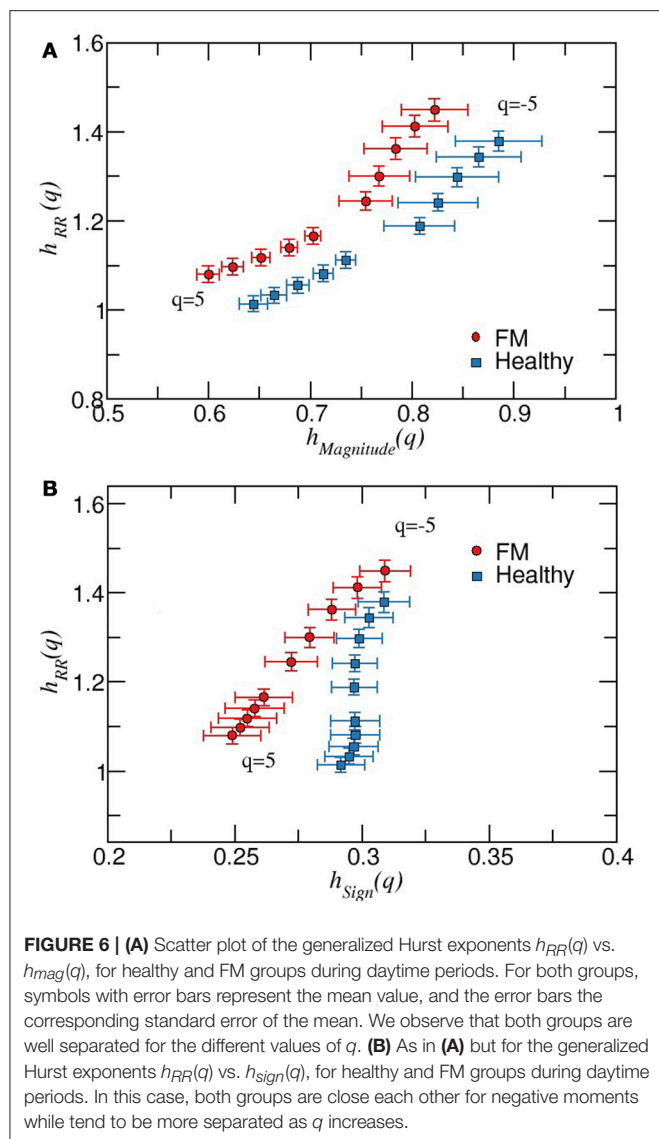 A
1.6
1.4
1.2
1
0.8
h_RR(q)
q=-5
q=5
FM
Healthy
0.5
0.6
0.7
0.8
0.9
1
h_Magnitude(q)
B
1.6
1.4
1.2
1
h_RR(q)
q=-5
FM
Healthy
q=5
0.2
0.25
0.3
0.35
0.4
h_Sign(q)
FIGURE 6 | (A) Scatter plot of the generalized Hurst exponents h_RR(q) vs.
h_mag(q), for healthy and FM groups during daytime periods. For both groups,
symbols with error bars represent the mean value, and the error bars the
corresponding standard error of the mean. We observe that both groups are
well separated for the different values of q. (B) As in (A) but for the generalized
Hurst exponents h_RR(q) vs. h_sign(q), for healthy and FM groups during daytime
periods. In this case, both groups are close each other for negative moments
while tend to be more separated as q increases.